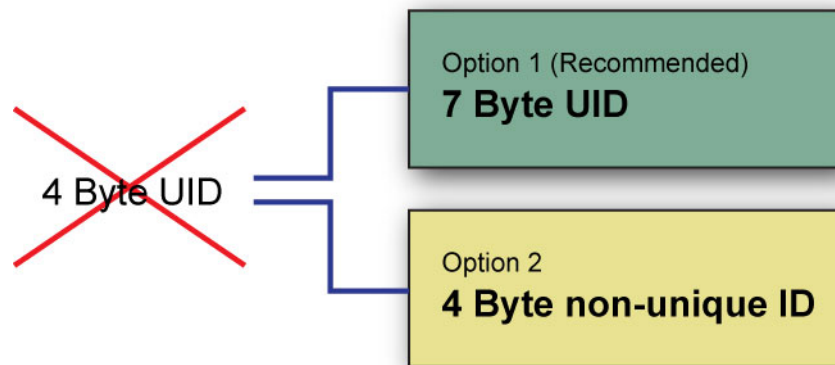 4 Byte UID
Option 1 (Recommended)
7 Byte UID
Option 2
4 Byte non-unique ID